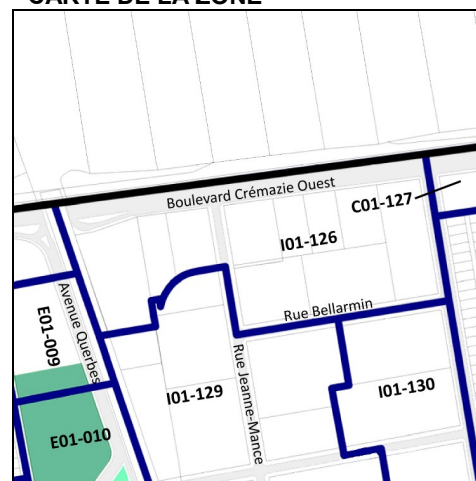 CARTE DE LA ZONE
Boulevard Crémazie Ouest
C01-127
I01-126
Rue Bellarmin
Avenue Querbes
E01-009
Rue Jeanne-Mance
I01-129
I01-130
E01-010